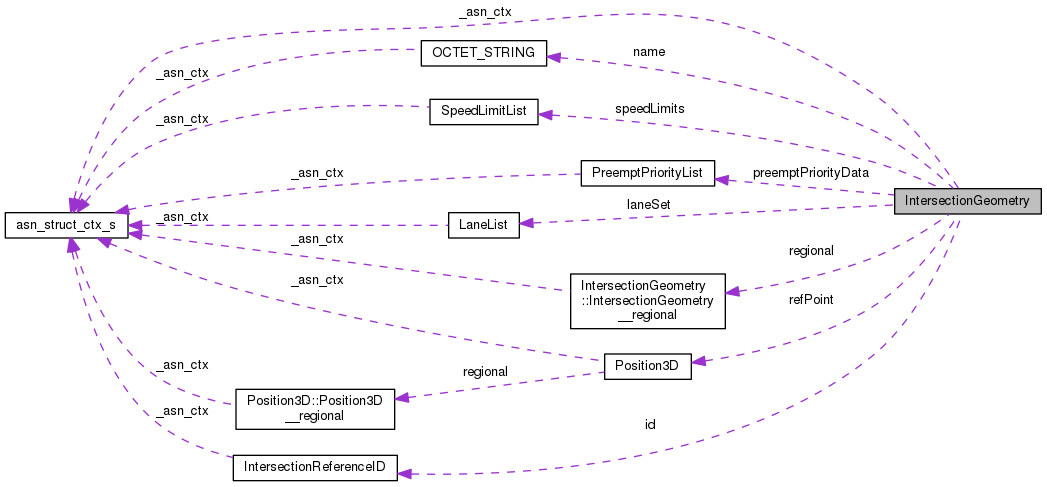 _asn_ctx
name
OCTET_STRING
_asn_ctx
speedLimits
SpeedLimitList
_asn_ctx
PreemptPriorityList
preemptPriorityData
_asn_ctx
IntersectionGeometry
laneSet
asn_struct_ctx_s
_asn_ctx
LaneList
_asn_ctx
regional
IntersectionGeometry
::IntersectionGeometry
__regional
_asn_ctx
refPoint
Position3D
_asn_ctx
regional
Position3D::Position3D
__regional
_asn_ctx
id
IntersectionReferenceID